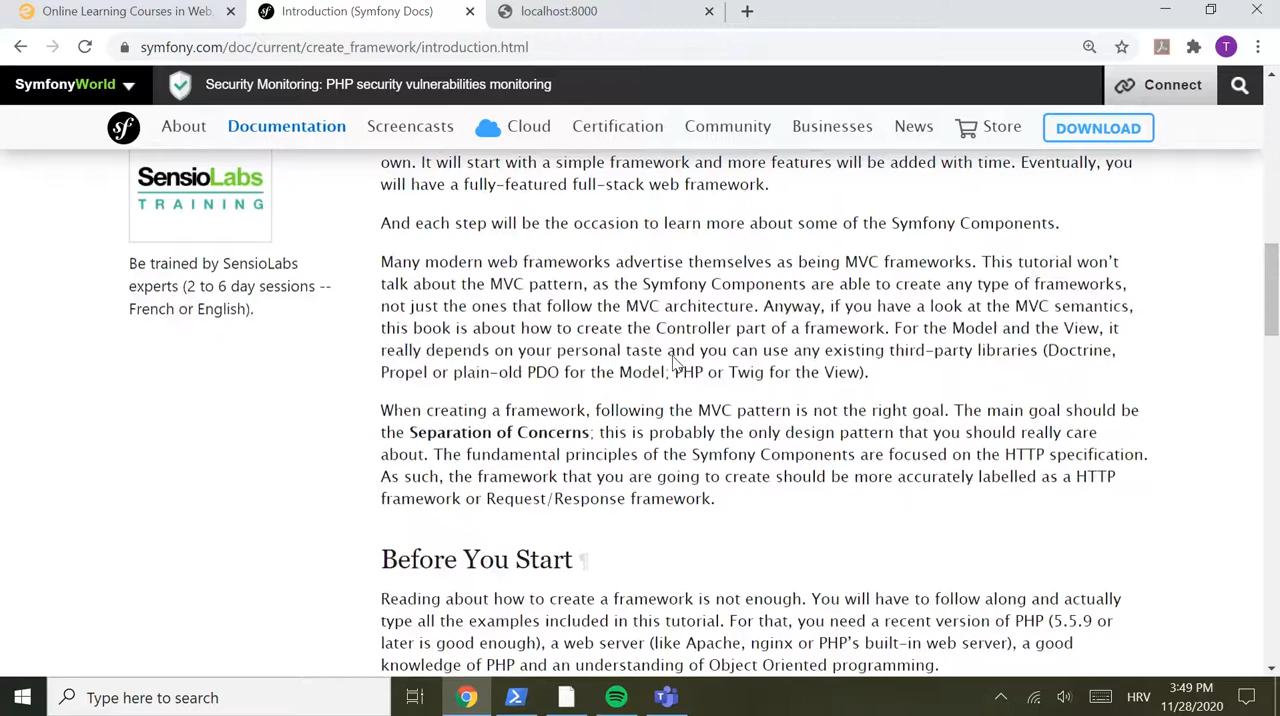 Online Learning Courses in Web
Introduction (Symfony Docs)
localhost:8000
symfony.com/doc/current/create_framework/introduction.html
T
SymfonyWorld
Security Monitoring: PHP security vulnerabilities monitoring
Connect
sf
About
Documentation
Screencasts
Cloud
Certification
Community
Businesses
News
Store
DOWNLOAD
SensioLabs
TRAINING
Be trained by SensioLabs
experts (2 to 6 day sessions --
French or English).
own. It will start with a simple framework and more features will be added with time. Eventually, you
will have a fully-featured full-stack web framework.
And each step will be the occasion to learn more about some of the Symfony Components.
Many modern web frameworks advertise themselves as being MVC frameworks. This tutorial won't
talk about the MVC pattern, as the Symfony Components are able to create any type of frameworks,
not just the ones that follow the MVC architecture. Anyway, if you have a look at the MVC semantics,
this book is about how to create the Controller part of a framework. For the Model and the View, it
really depends on your personal taste and you can use any existing third-party libraries (Doctrine,
Propel or plain-old PDO for the Model; PHP or Twig for the View).
When creating a framework, following the MVC pattern is not the right goal. The main goal should be
the Separation of Concerns; this is probably the only design pattern that you should really care
about. The fundamental principles of the Symfony Components are focused on the HTTP specification.
As such, the framework that you are going to create should be more accurately labelled as a HTTP
framework or Request/Response framework.
Before You Start ¶
Reading about how to create a framework is not enough. You will have to follow along and actually
type all the examples included in this tutorial. For that, you need a recent version of PHP (5.5.9 or
later is good enough), a web server (like Apache, nginx or PHP's built-in web server), a good
knowledge of PHP and an understanding of Object Oriented programming.
Type here to search
HRV
3:49 PM
11/28/2020